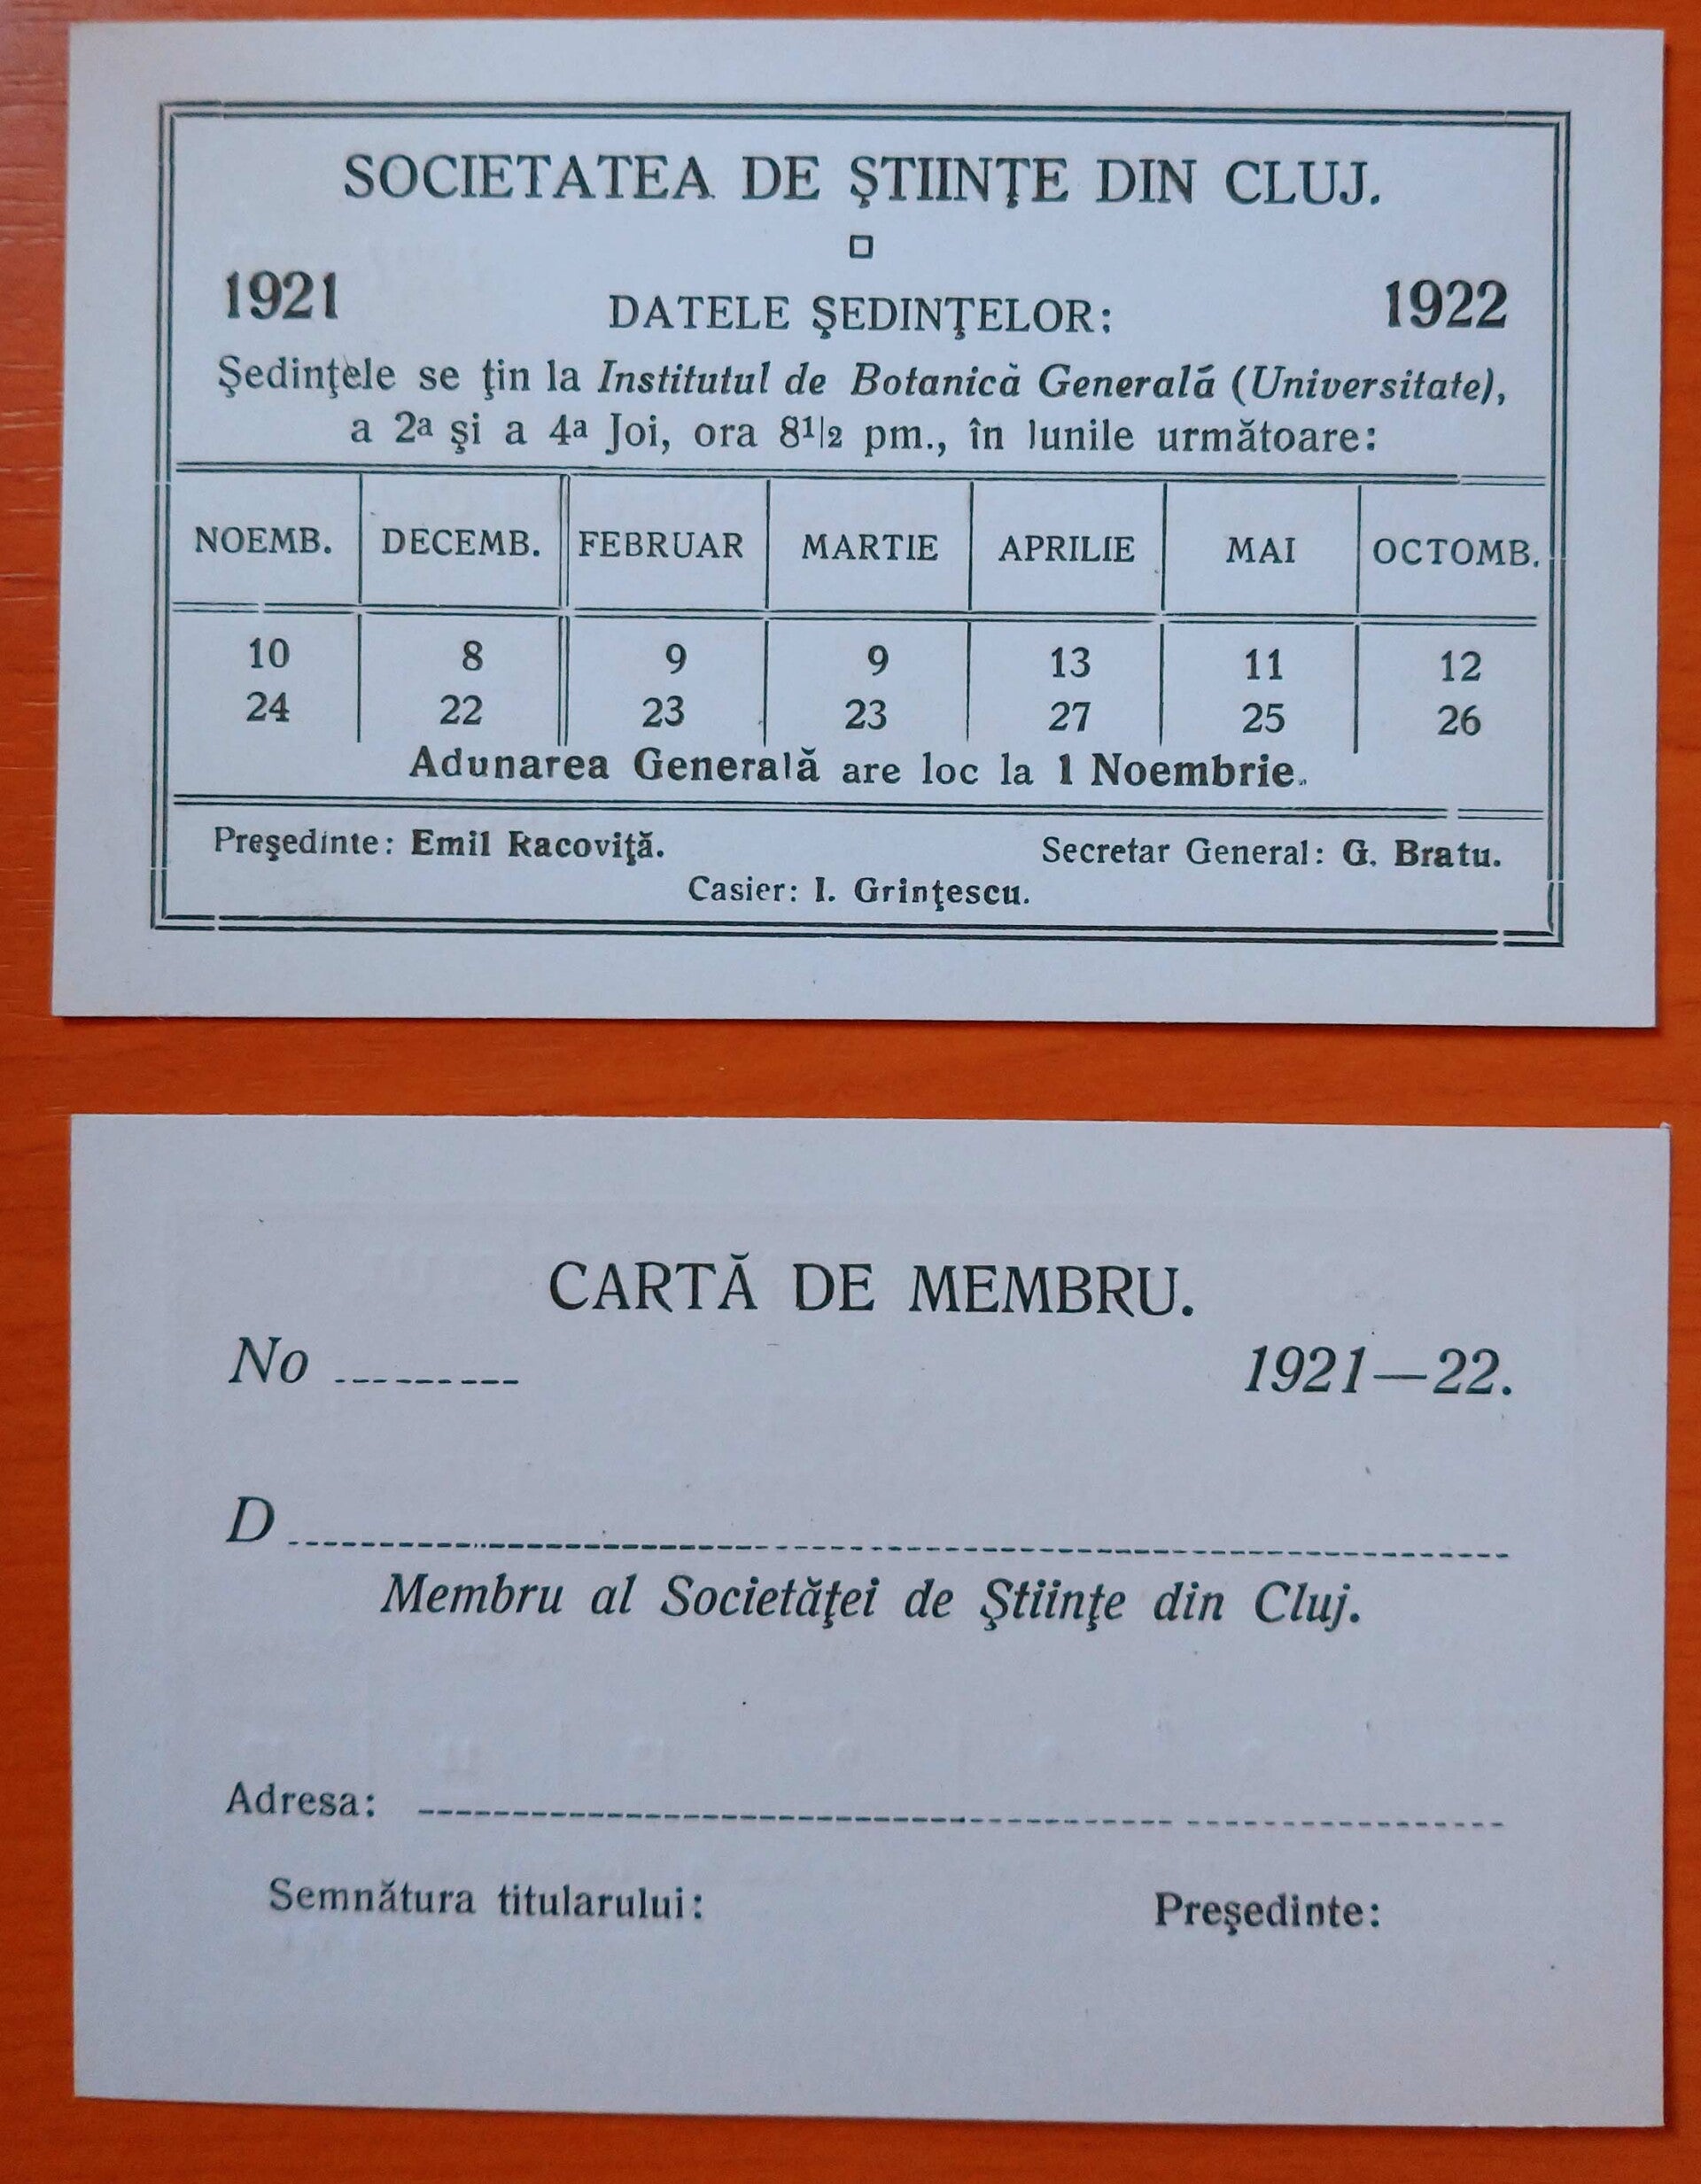 SOCIETATEA DE ŞTIINŢE DIN CLUJ.
1921 DATELE ŞEDINŢELOR: 1922
Şedinţele se ţin la Institutul de Botanică Generală (Universitate),
a 2a şi a 4a Joi, ora 8 1/2 pm., în lunile următoare:
NOEMB. DECEMB. FEBRUAR MARTIE APRILIE MAI OCTOMB.
10 8 9 9 13 11 12
24 22 23 23 27 25 26
Adunarea Generală are loc la 1 Noembrie.
Preşedinte: Emil Racoviţă. Secretar General: G. Bratu.
Casier: I. Grinţescu.
CARTĂ DE MEMBRU.
No --------- 1921—22.
D
Membru al Societăţei de Ştiinţe din Cluj.
Adresa:
Semnătura titularului: Preşedinte: